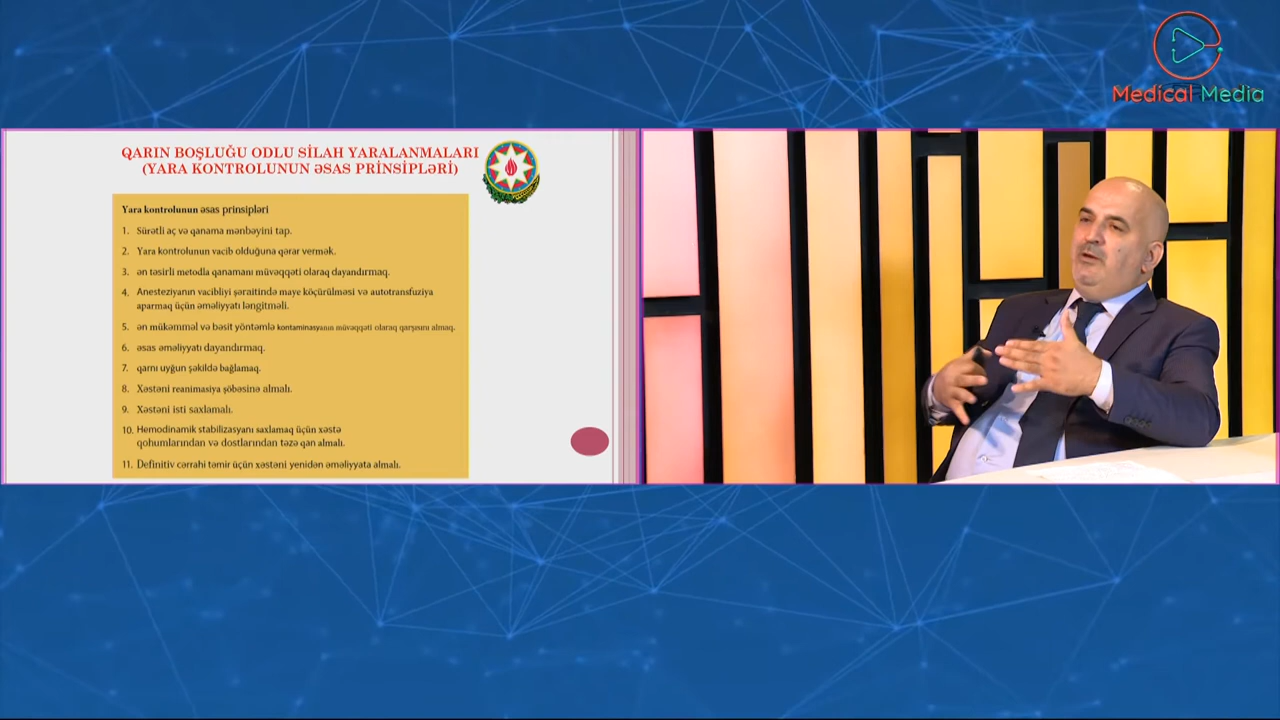 Medical Media
QARIN BOŞLUĞU ODLU SİLAH YARALANMALARI
(YARA KONTROLUNUN ƏSAS PRİNSİPLƏRİ)
Yara kontrolunun əsas prinsipləri
1. Sürətli aç və qanama mənbəyini tap.
2. Yara kontrolunun vacib olduğuna qərar vermək.
3. ən təsirli metodla qanamanı müvəqqəti olaraq dayandırmaq.
4. Anesteziyanın vacibliyi şəraitində maye köçürülməsi və autotransfuziya
aparmaq üçün əməliyyatı ləngitməli.
5. ən mükəmməl və bəsit yöntəmlə kontaminasyanın müvəqqəti olaraq qarşısını almaq.
6. əsas əməliyyatı dayandırmaq.
7. qarnı uyğun şəkildə bağlamaq.
8. Xəstəni reanimasiya şöbəsinə almalı.
9. Xəstəni isti saxlamalı.
10. Hemodinamik stabilizasyanı saxlamaq üçün xəstə
qohumlarından və dostlarından təzə qan almalı.
11. Definitiv cərrahi təmir üçün xəstəni yenidən əməliyyata almalı.